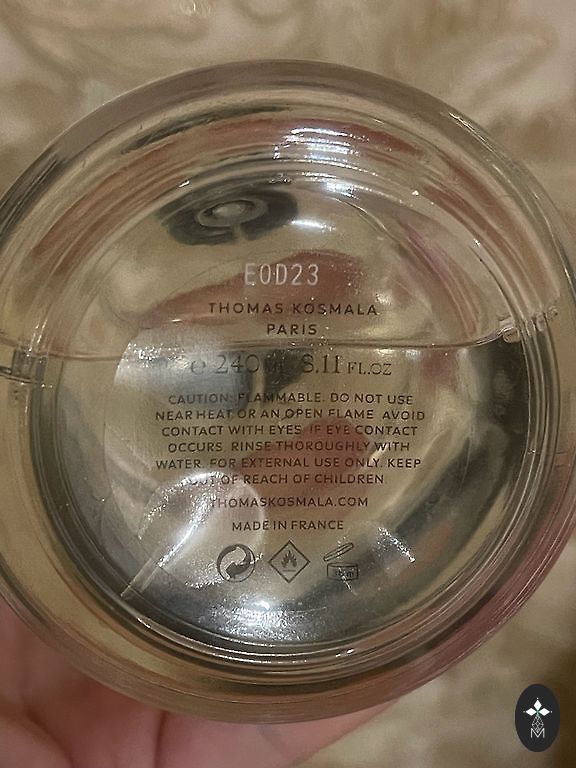 E0D23
THOMAS KOSMALA
PARIS
e 240 ML 8.11 FL.OZ
CAUTION: FLAMMABLE. DO NOT USE
NEAR HEAT OR AN OPEN FLAME. AVOID
CONTACT WITH EYES. IF EYE CONTACT
OCCURS, RINSE THOROUGHLY WITH
WATER. FOR EXTERNAL USE ONLY. KEEP
OUT OF REACH OF CHILDREN
THOMASKOSMALA.COM
MADE IN FRANCE
M